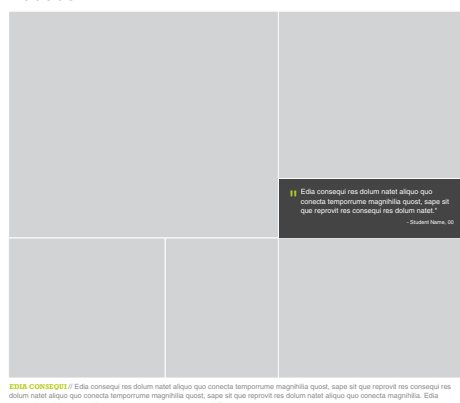 " Edia consequi res dolum natet aliquo quo
conecta temporrume magnihilia quost, sape sit
que reprovit res consequi res dolum natet."
- Student Name, 00
EDIA CONSEQUI // Edia consequi res dolum natet aliquo quo conecta temporrume magnihilia quost, sape sit que reprovit res consequi res
dolum natet aliquo quo conecta temporrume magnihilia quost, sape sit que reprovit res dolum natet aliquo quo conecta temporrume magnihilia. Edia